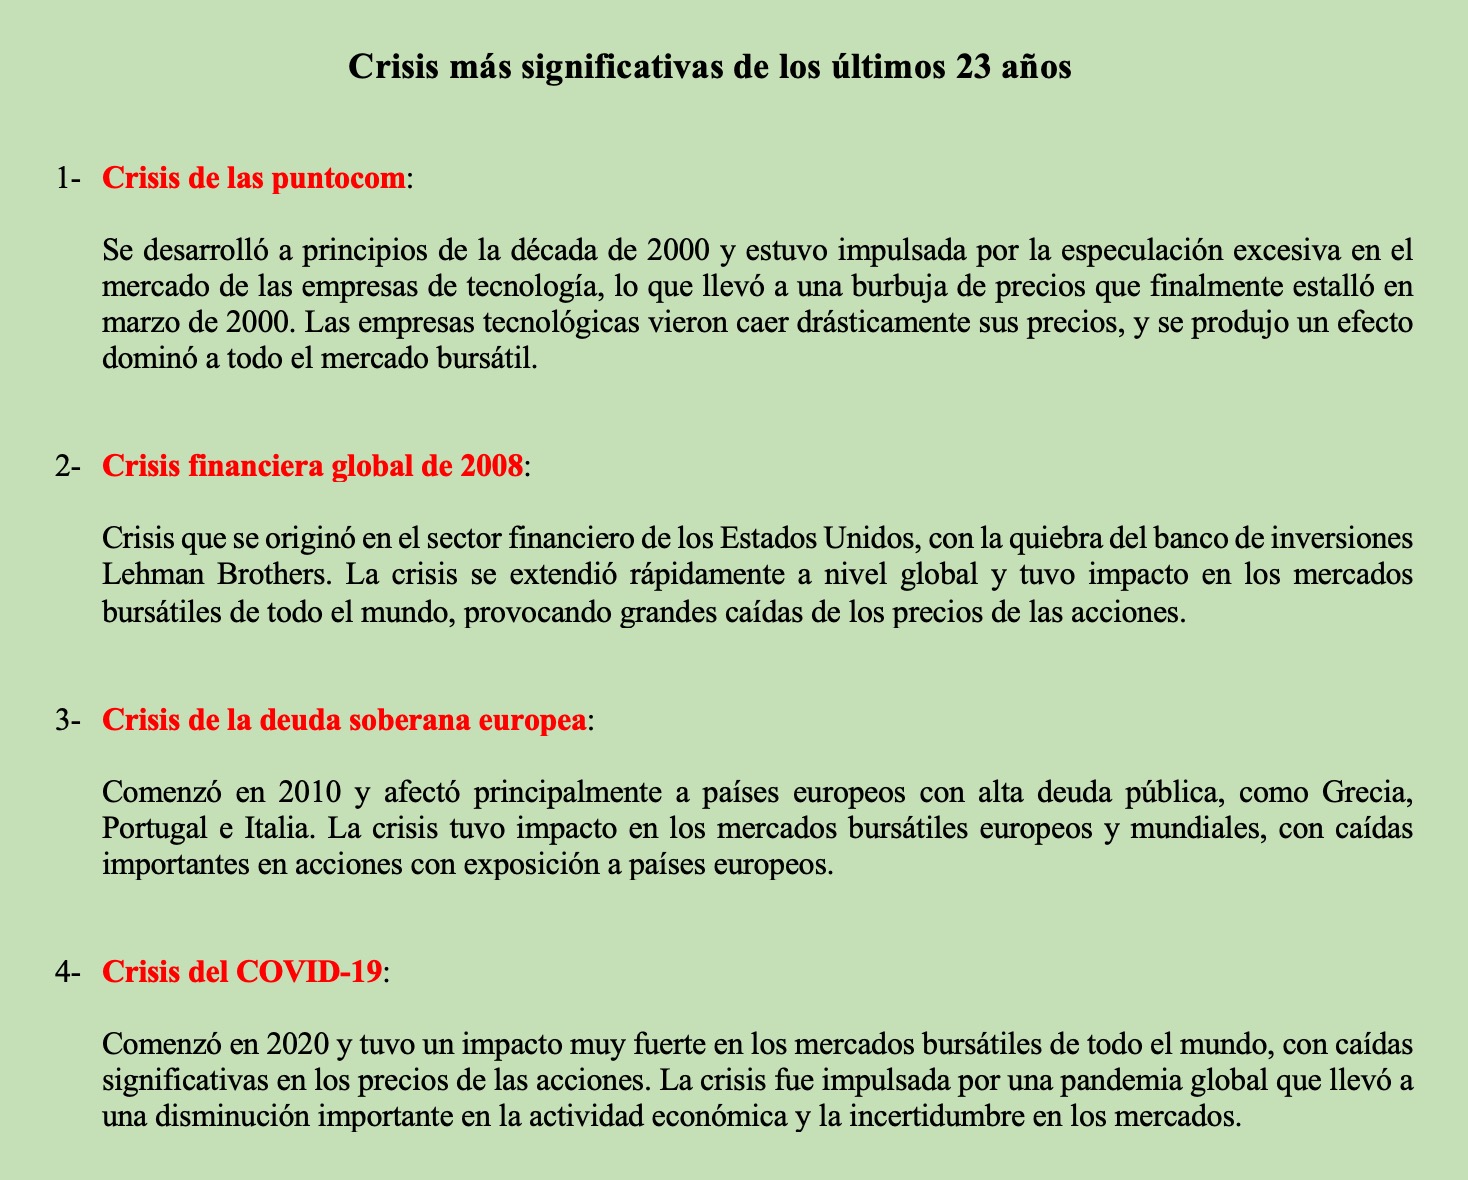 Crisis más significativas de los últimos 23 años
1- Crisis de las puntocom:
Se desarrolló a principios de la década de 2000 y estuvo impulsada por la especulación excesiva en el
mercado de las empresas de tecnología, lo que llevó a una burbuja de precios que finalmente estalló en
marzo de 2000. Las empresas tecnológicas vieron caer drásticamente sus precios, y se produjo un efecto
dominó a todo el mercado bursátil.
2- Crisis financiera global de 2008:
Crisis que se originó en el sector financiero de los Estados Unidos, con la quiebra del banco de inversiones
Lehman Brothers. La crisis se extendió rápidamente a nivel global y tuvo impacto en los mercados
bursátiles de todo el mundo, provocando grandes caídas de los precios de las acciones.
3- Crisis de la deuda soberana europea:
Comenzó en 2010 y afectó principalmente a países europeos con alta deuda pública, como Grecia,
Portugal e Italia. La crisis tuvo impacto en los mercados bursátiles europeos y mundiales, con caídas
importantes en acciones con exposición a países europeos.
4- Crisis del COVID-19:
Comenzó en 2020 y tuvo un impacto muy fuerte en los mercados bursátiles de todo el mundo, con caídas
significativas en los precios de las acciones. La crisis fue impulsada por una pandemia global que llevó a
una disminución importante en la actividad económica y la incertidumbre en los mercados.